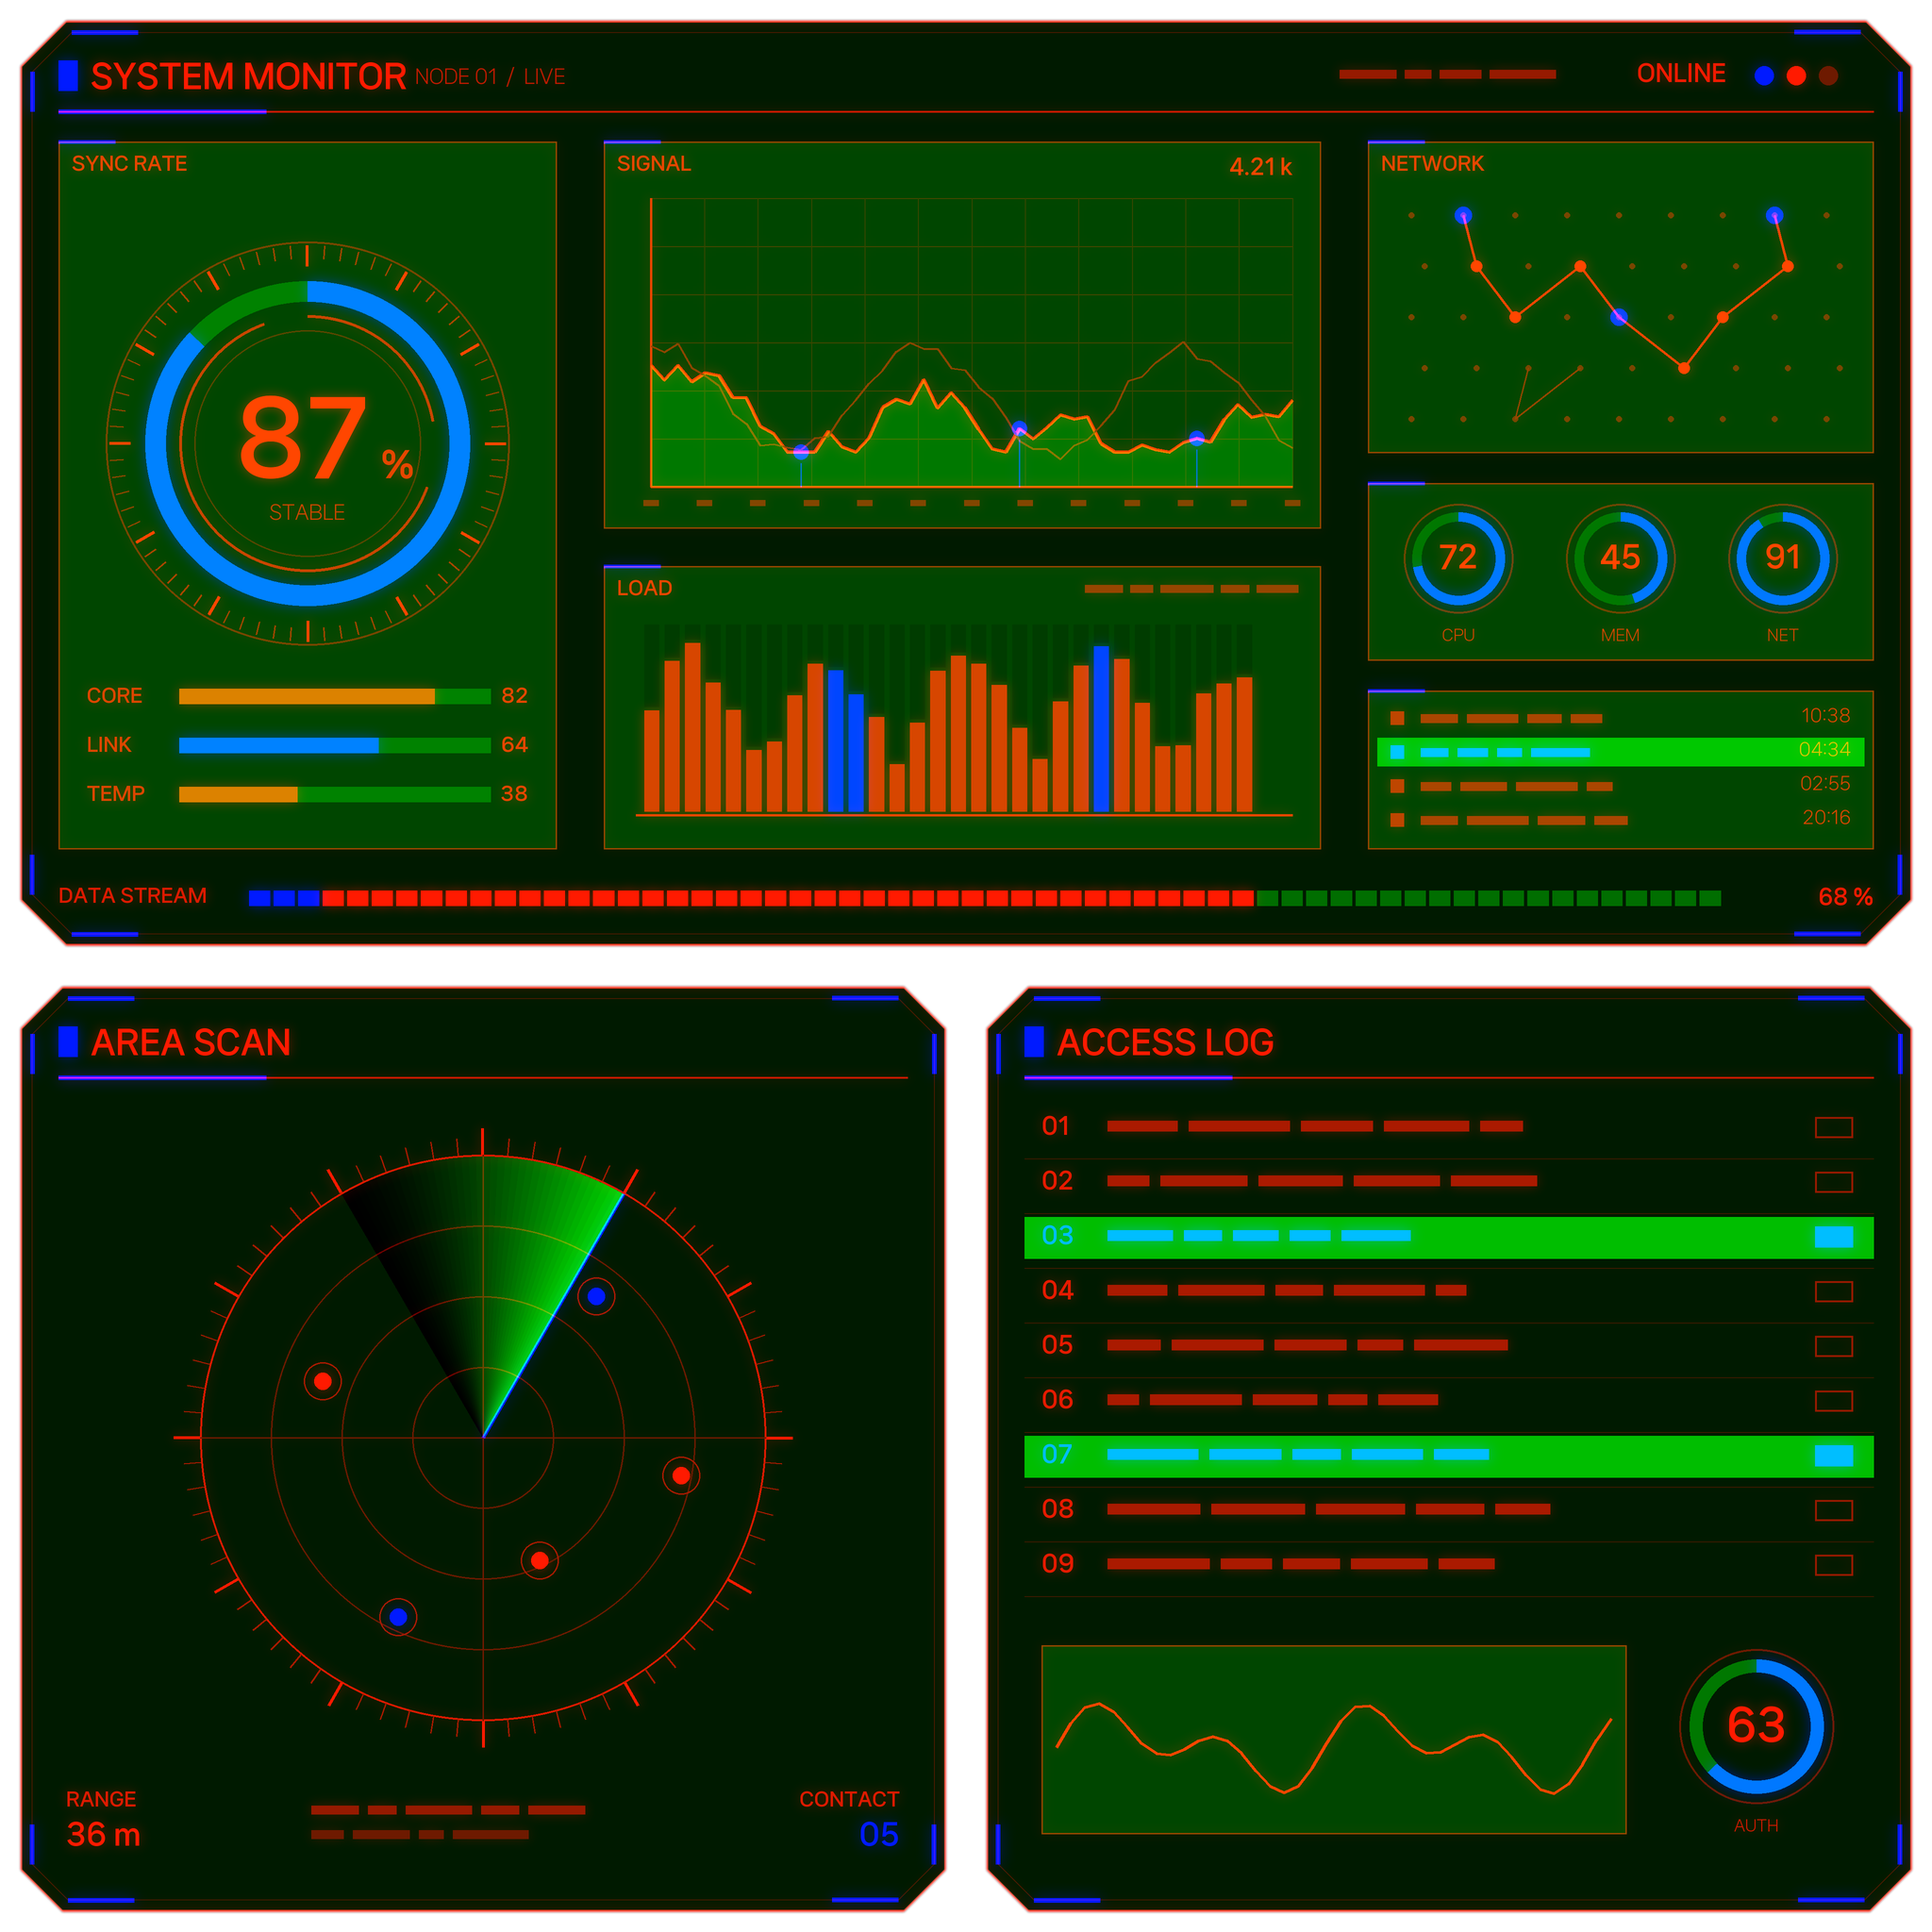 SYSTEM MONITOR NODE 01 / LIVE
ONLINE
SYNC RATE
87 %
STABLE
CORE 82
LINK 64
TEMP 38
SIGNAL 4.21 k
LOAD
NETWORK
72 45 91
CPU MEM NET
10:38
04:34
02:55
20:16
DATA STREAM 68 %
AREA SCAN
RANGE
36 m
CONTACT
05
ACCESS LOG
01
02
03
04
05
06
07
08
09
63
AUTH